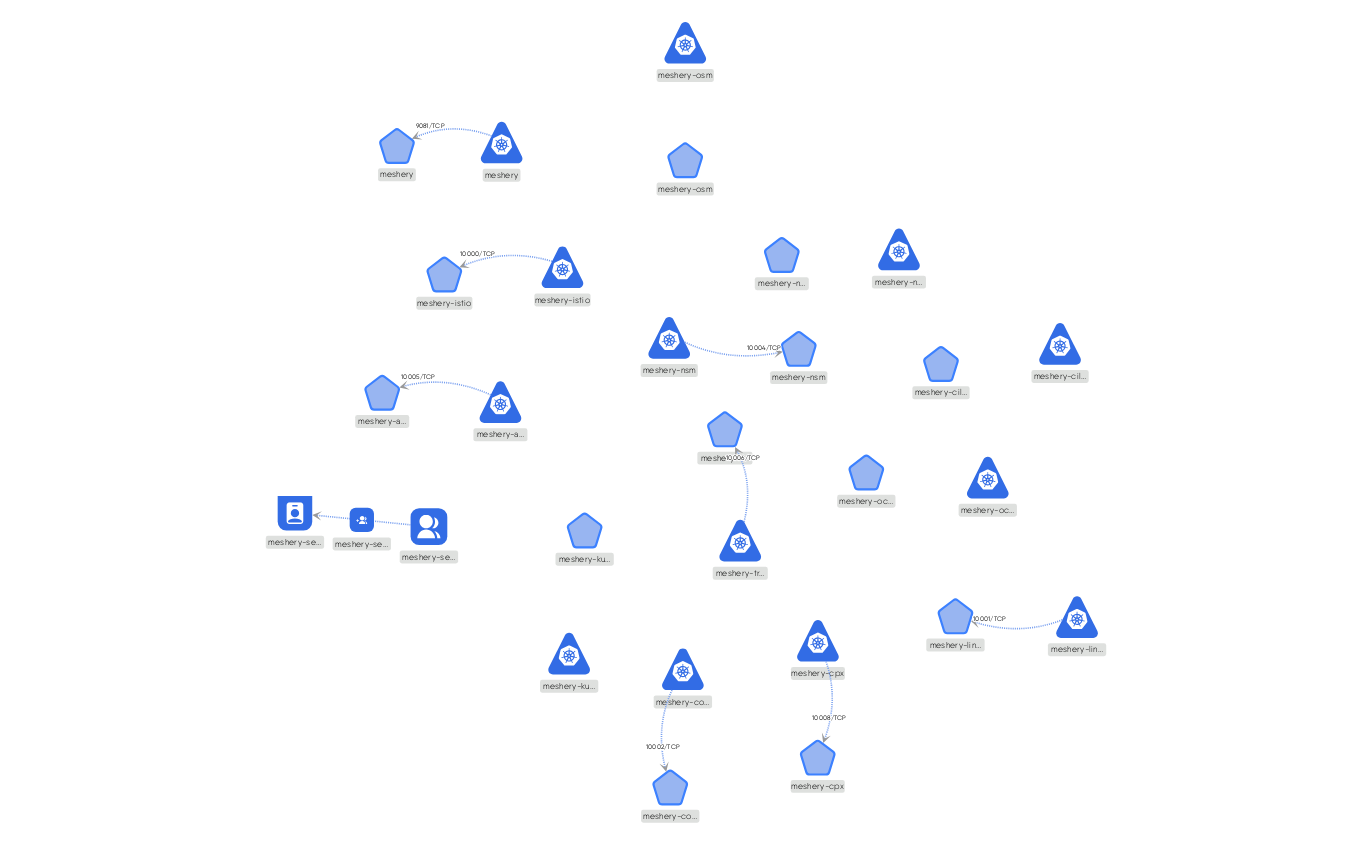 meshery-osm
9081/TCP
meshery
meshery
meshery-osm
10000/TCP
meshery-istio
meshery-istio
meshery-n...
meshery-n...
10004/TCP
meshery-nsm
meshery-nsm
meshery-cil...
meshery-cil...
10005/TCP
meshery-a...
meshery-a...
10006/TCP
meshery-oc...
meshery-oc...
meshery-se...
meshery-se...
meshery-se...
meshery-ku...
meshery-tr...
10001/TCP
meshery-lin...
meshery-lin...
meshery-ku...
meshery-co...
meshery-cpx
10008/TCP
10002/TCP
meshery-cpx
meshery-co...